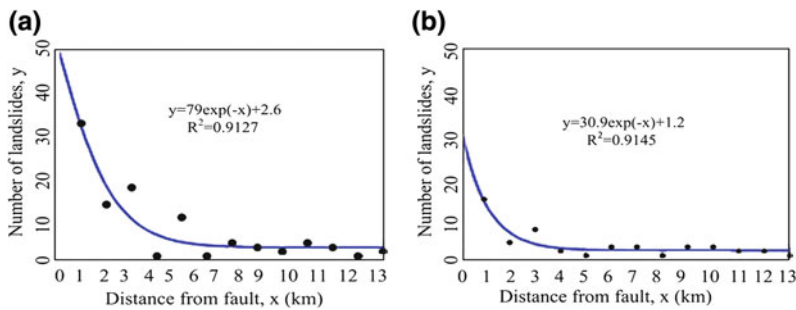 (a)
Number of landslides, y
50
40
30
20
10
0
y=79exp(-x)+2.6
R²=0.9127
0 1 2 3 4 5 6 7 8 9 10 11 12 13
Distance from fault, x (km)
(b)
Number of landslides, y
50
40
30
20
10
0
y=30.9exp(-x)+1.2
R²=0.9145
0 1 2 3 4 5 6 7 8 9 10 11 12 13
Distance from fault, x (km)